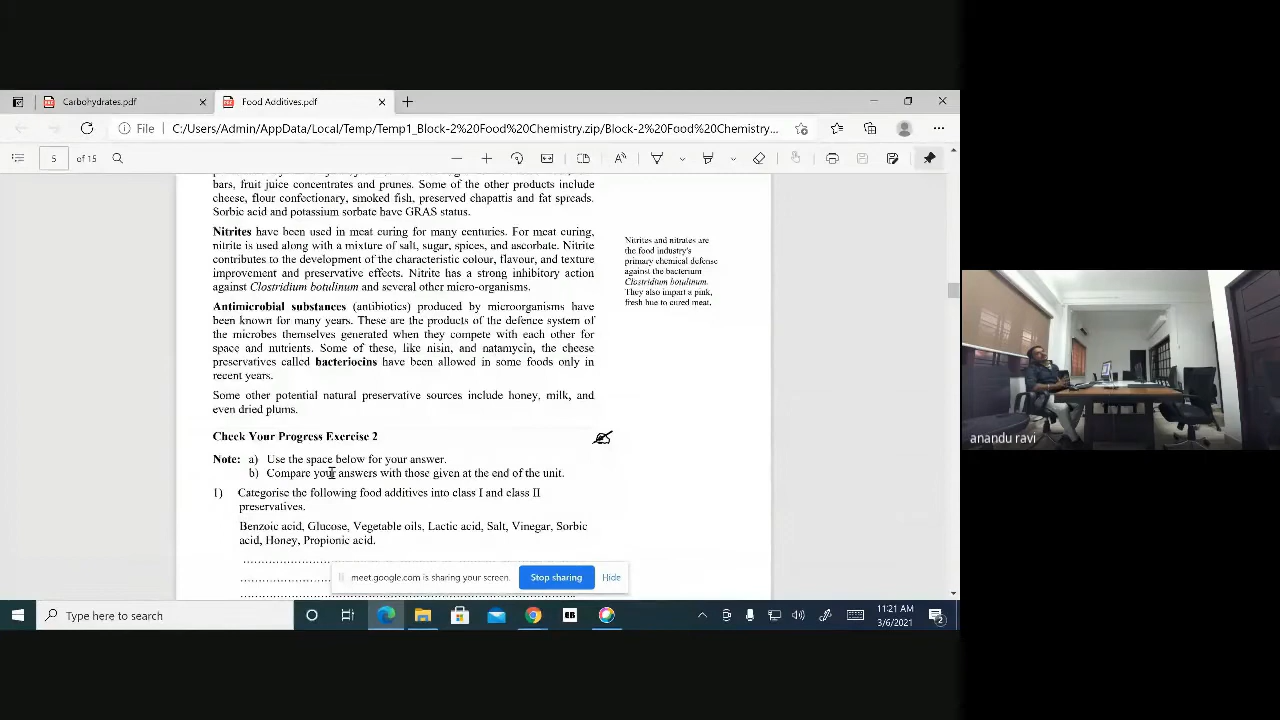 Carbohydrates.pdf
Food Additives.pdf
File
C:/Users/Admin/AppData/Local/Temp/Temp1_Block-2%20Food%20Chemistry.zip/Block-2%20Food%20Chemistry...
5 of 15
bars, fruit juice concentrates and prunes. Some of the other products include
cheese, flour confectionary, smoked fish, preserved chapattis and fat spreads.
Sorbic acid and potassium sorbate have GRAS status.
Nitrites have been used in meat curing for many centuries. For meat curing,
nitrite is used along with a mixture of salt, sugar, spices, and ascorbate. Nitrite
contributes to the development of the characteristic colour, flavour, and texture
improvement and preservative effects. Nitrite has a strong inhibitory action
against Clostridium botulinum and several other micro-organisms.
Nitrites and nitrates are
the food industry's
primary chemical defense
against the bacterium
Clostridium botulinum.
They also impart a pink,
fresh hue to cured meat.
Antimicrobial substances (antibiotics) produced by microorganisms have
been known for many years. These are the products of the defence system of
the microbes themselves generated when they compete with each other for
space and nutrients. Some of these, like nisin, and natamycin, the cheese
preservatives called bacteriocins have been allowed in some foods only in
recent years.
Some other potential natural preservative sources include honey, milk, and
even dried plums.
Check Your Progress Exercise 2
Note: a) Use the space below for your answer.
b) Compare your answers with those given at the end of the unit.
1) Categorise the following food additives into class I and class II
preservatives.
Benzoic acid, Glucose, Vegetable oils, Lactic acid, Salt, Vinegar, Sorbic
acid, Honey, Propionic acid.
meet.google.com is sharing your screen.
Stop sharing
Hide
Type here to search
11:21 AM
3/6/2021
2
anandu ravi